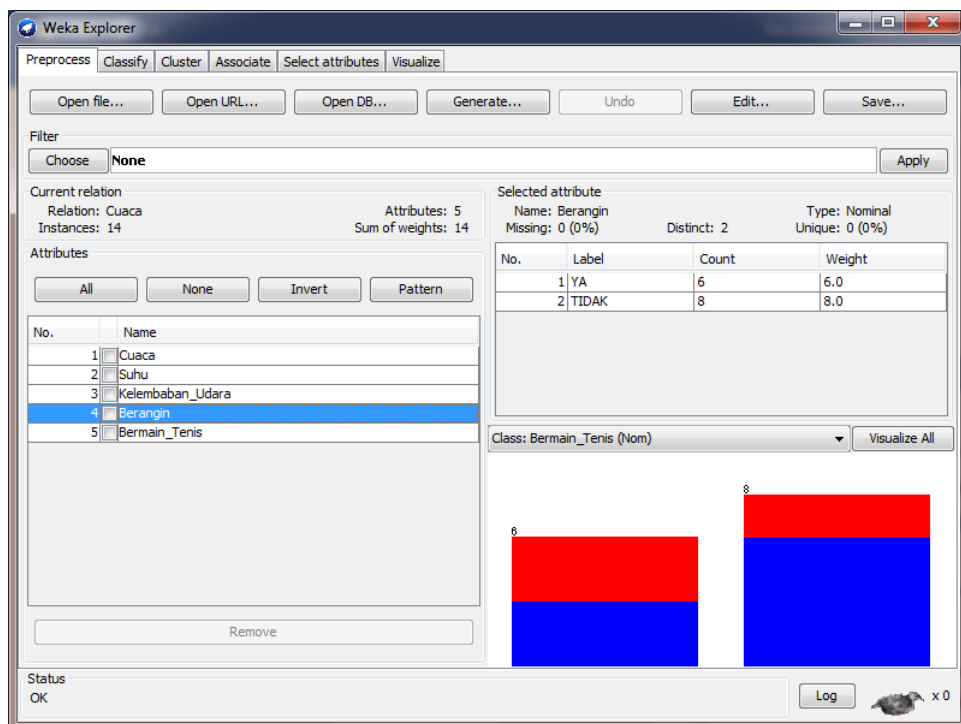 Weka Explorer
Preprocess Classify Cluster Associate Select attributes Visualize
Open file... Open URL... Open DB... Generate... Undo Edit... Save...
Filter
Choose None Apply
Current relation
Relation: Cuaca Attributes: 5
Instances: 14 Sum of weights: 14
Attributes
All None Invert Pattern
No. Name
1 Cuaca
2 Suhu
3 Kelembaban_Udara
4 Berangin
5 Bermain_Tenis
Remove
Selected attribute
Name: Berangin Type: Nominal
Missing: 0 (0%) Distinct: 2 Unique: 0 (0%)
No. Label Count Weight
1 YA 6 6.0
2 TIDAK 8 8.0
Class: Bermain_Tenis (Nom) Visualize All
6 8
Status
OK Log x 0